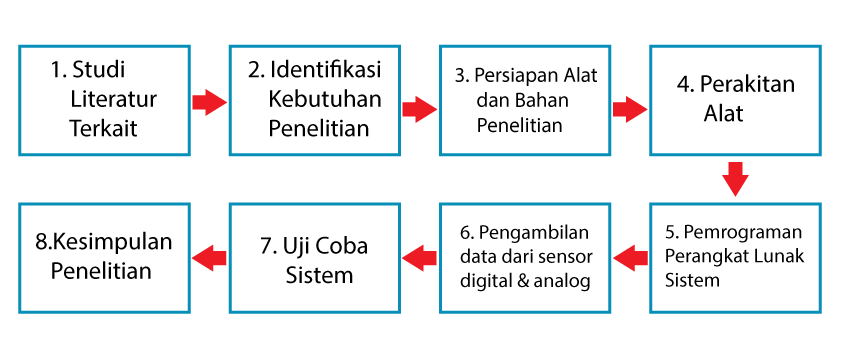 1. Studi
Literatur
Terkait
2. Identifikasi
Kebutuhan
Penelitian
3. Persiapan Alat
dan Bahan
Penelitian
4. Perakitan
Alat
5. Pemrograman
Perangkat Lunak
Sistem
6. Pengambilan
data dari sensor
digital & analog
7. Uji Coba
Sistem
8.Kesimpulan
Penelitian